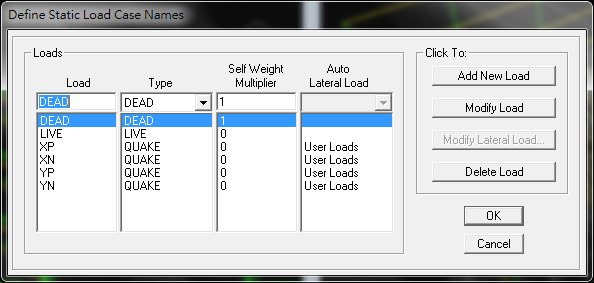 Define Static Load Case Names
Loads
Click To:
Load Type Self Weight Multiplier Auto Lateral Load
DEAD DEAD 1
DEAD DEAD 1
LIVE LIVE 0
XP QUAKE 0 User Loads
XN QUAKE 0 User Loads
YP QUAKE 0 User Loads
YN QUAKE 0 User Loads
Add New Load
Modify Load
Modify Lateral Load...
Delete Load
OK
Cancel